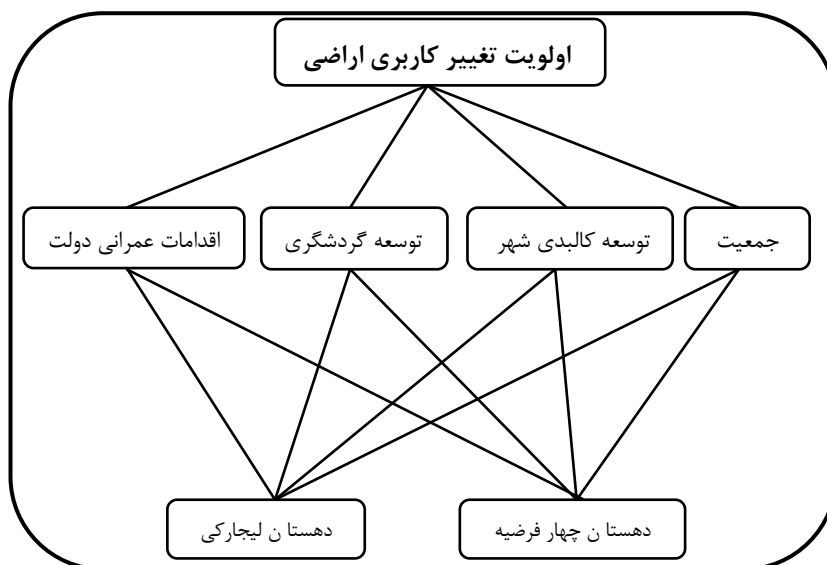 اولویت تغییر کاربری اراضی
جمعیت
توسعه کالبدی شهر
توسعه گردشگری
اقدامات عمرانی دولت
دهستا ن چهار فرضیه
دهستا ن لیجارکی